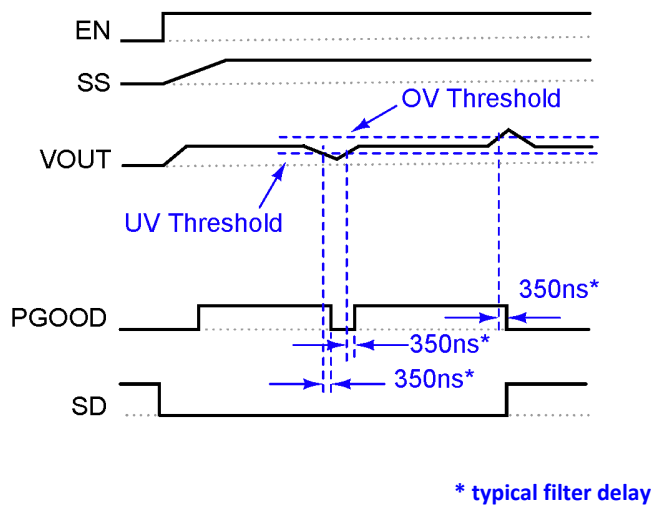 EN
SS
OV Threshold
VOUT
UV Threshold
350ns*
PGOOD
350ns*
350ns*
SD
* typical filter delay